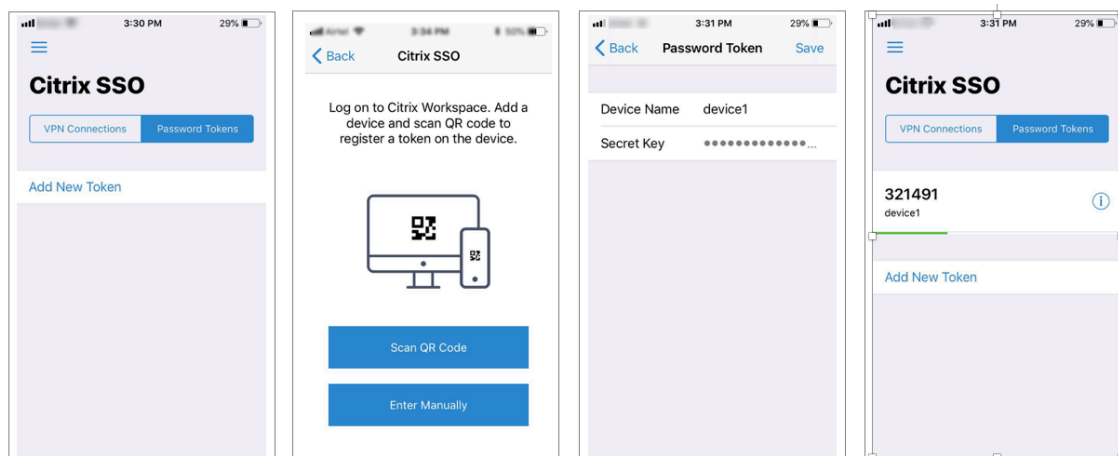 3:30 PM
29%
Citrix SSO
VPN Connections
Password Tokens
Add New Token
3:34 PM
50%
Back
Citrix SSO
Log on to Citrix Workspace. Add a
device and scan QR code to
register a token on the device.
Scan QR Code
Enter Manually
3:31 PM
29%
Back
Password Token
Save
Device Name device1
Secret Key ●●●●●●●●●●●●●...
3:31 PM
29%
Citrix SSO
VPN Connections
Password Tokens
321491
device1
Add New Token